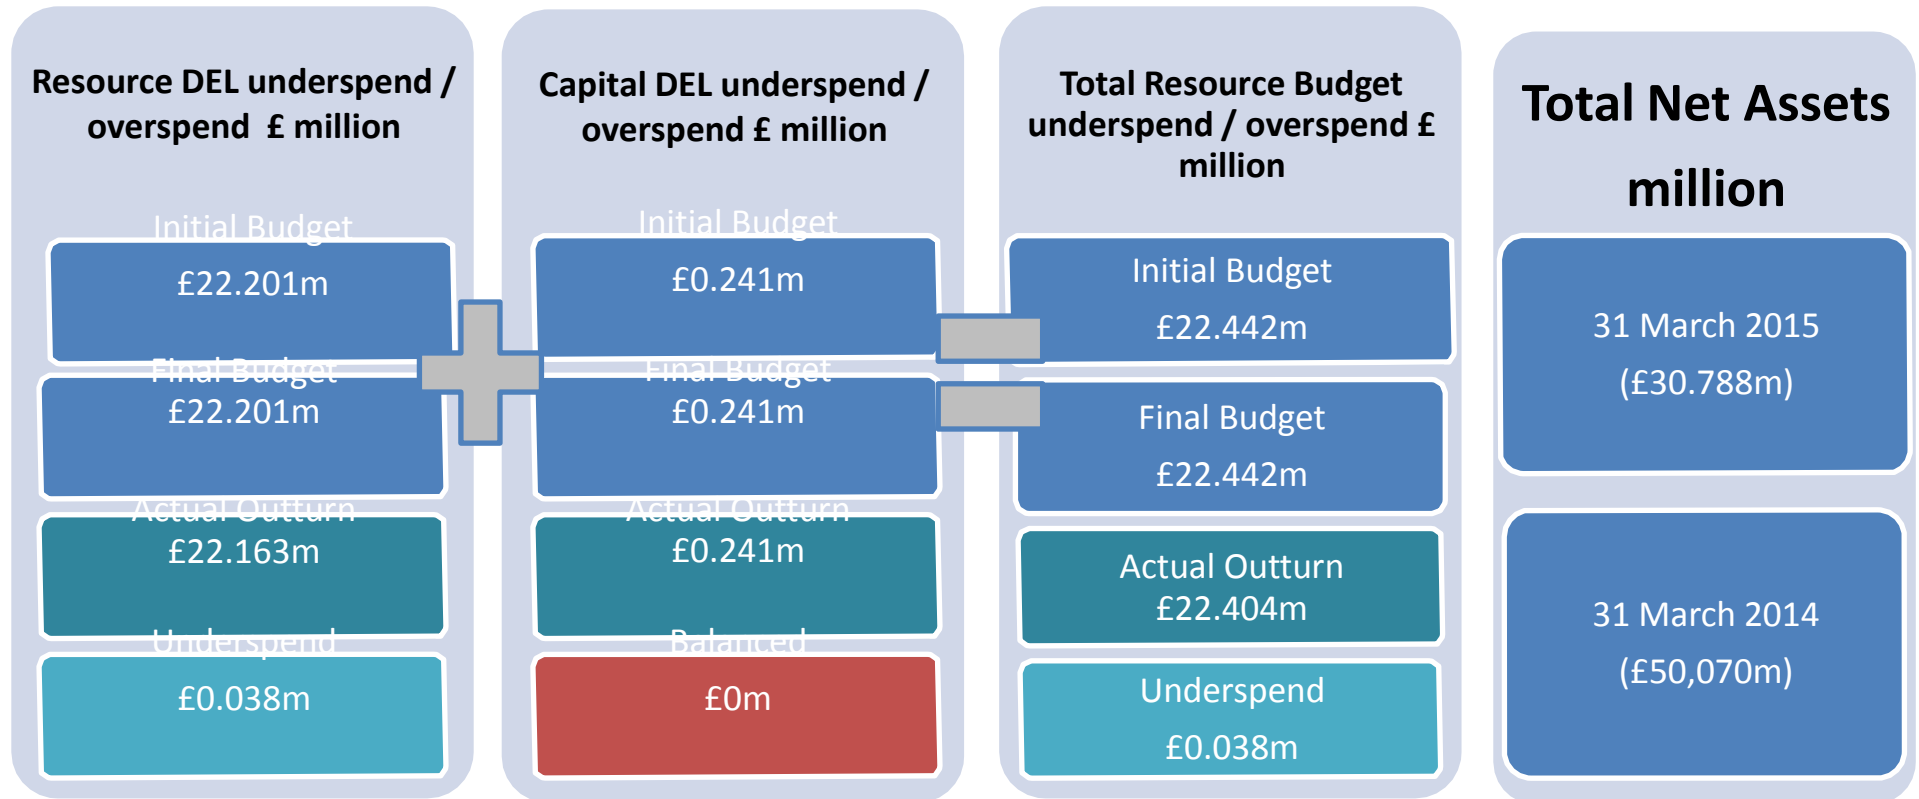 Resource DEL underspend /
overspend £ million
Initial Budget
£22.201m
Final Budget
£22.201m
Actual Outturn
£22.163m
Underspend
£0.038m
Capital DEL underspend /
overspend £ million
Initial Budget
£0.241m
Final Budget
£0.241m
Actual Outturn
£0.241m
Balanced
£0m
Total Resource Budget
underspend / overspend £
million
Initial Budget
£22.442m
Final Budget
£22.442m
Actual Outturn
£22.404m
Underspend
£0.038m
Total Net Assets
million
31 March 2015
(£30.788m)
31 March 2014
(£50,070m)